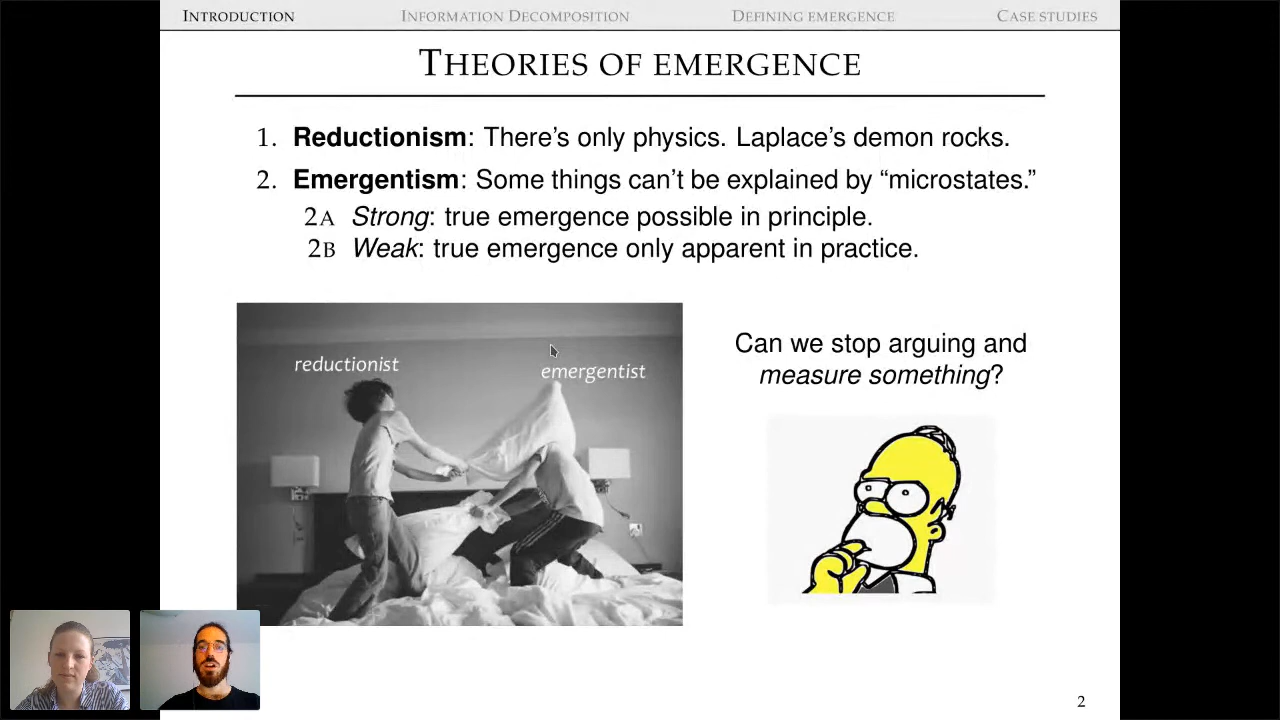 INTRODUCTION INFORMATION DECOMPOSITION DEFINING EMERGENCE CASE STUDIES
THEORIES OF EMERGENCE
1. Reductionism: There's only physics. Laplace's demon rocks.
2. Emergentism: Some things can't be explained by “microstates.”
2A Strong: true emergence possible in principle.
2B Weak: true emergence only apparent in practice.
reductionist
emergentist
Can we stop arguing and
measure something?
2